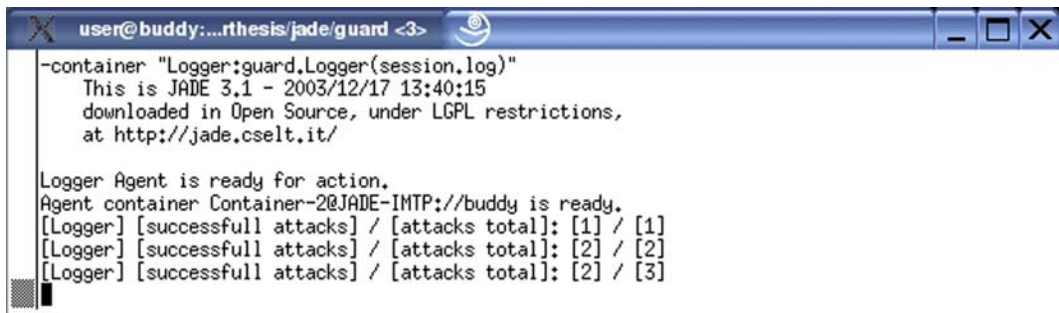 user@buddy:...rthesis/jade/guard <3>
-container "Logger:guard.Logger(session.log)"
This is JADE 3.1 - 2003/12/17 13:40:15
downloaded in Open Source, under LGPL restrictions,
at http://jade.cselt.it/
Logger Agent is ready for action.
Agent container Container-2@JADE-IMTP://buddy is ready.
[Logger] [successfull attacks] / [attacks total]: [1] / [1]
[Logger] [successfull attacks] / [attacks total]: [2] / [2]
[Logger] [successfull attacks] / [attacks total]: [2] / [3]